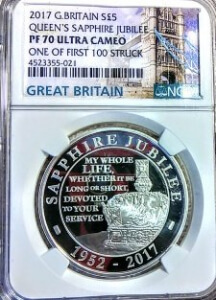 2017 G.BRITAIN S£5
QUEEN'S SAPPHIRE JUBILEE
PF 70 ULTRA CAMEO
ONE OF FIRST 100 STRUCK
4523355-021
GREAT BRITAIN
NGC
SAPPHIRE JUBILEE
MY WHOLE
LIFE,
WHETHER IT BE
LONG OR SHORT,
DEVOTED
TO YOUR
SERVICE
1952 - 2017